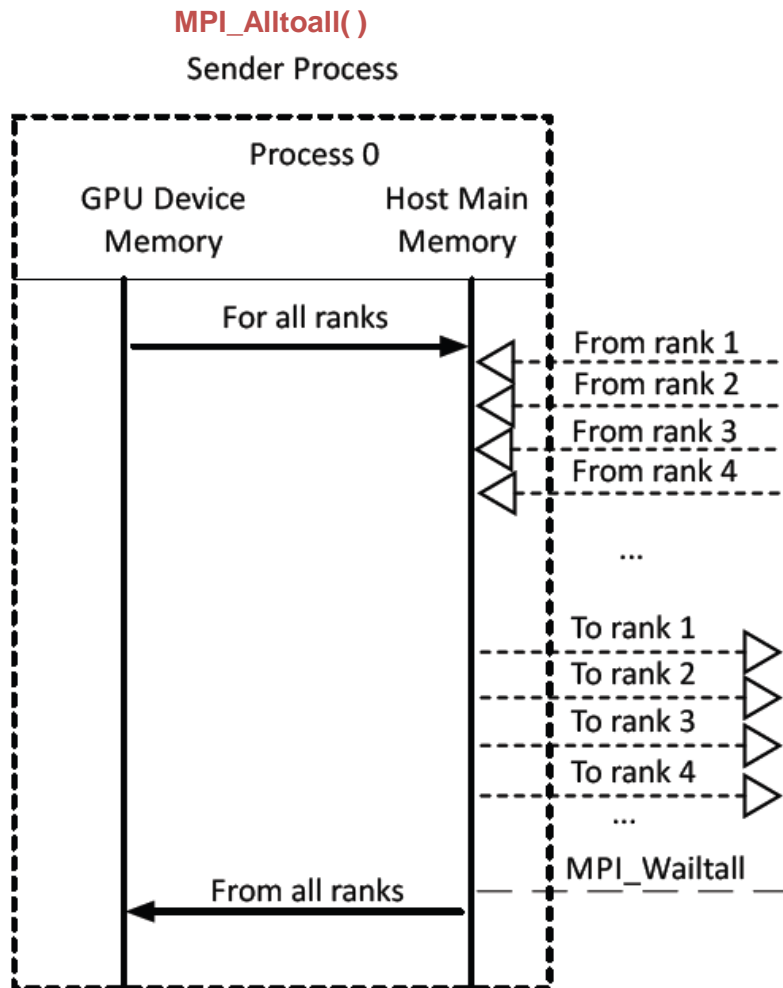 MPI_Alltoall( )
Sender Process
Process 0
GPU Device
Memory
Host Main
Memory
For all ranks
From rank 1
From rank 2
From rank 3
From rank 4
...
To rank 1
To rank 2
To rank 3
To rank 4
...
MPI_Wailtall
From all ranks